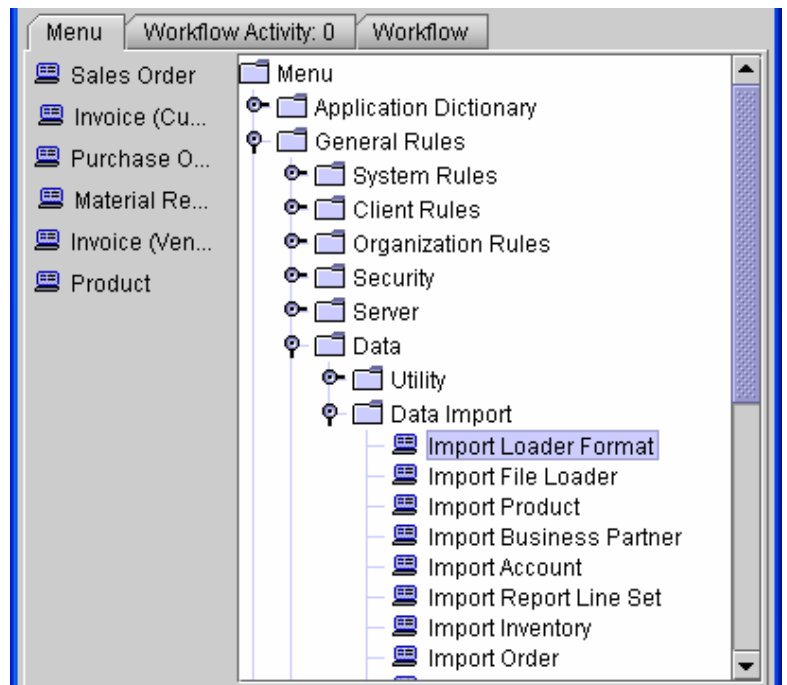 Menu
Workflow Activity: 0
Workflow
Sales Order
Invoice (Cu...
Purchase O...
Material Re...
Invoice (Ven...
Product
Menu
Application Dictionary
General Rules
System Rules
Client Rules
Organization Rules
Security
Server
Data
Utility
Data Import
Import Loader Format
Import File Loader
Import Product
Import Business Partner
Import Account
Import Report Line Set
Import Inventory
Import Order